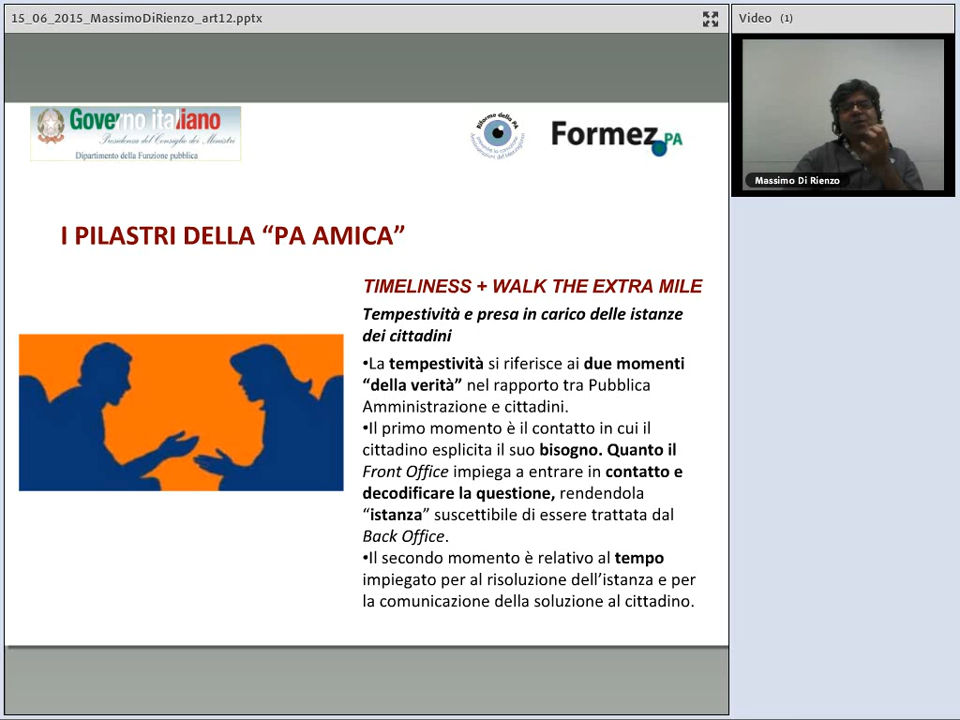 15_06_2015_MassimoDiRienzo_art12.pptx
Video (1)
Governo italiano
Presidenza del Consiglio dei Ministri
Dipartimento della Funzione pubblica
Riforme della PA
Formez PA
Massimo Di Rienzo
I PILASTRI DELLA “PA AMICA”
TIMELINESS + WALK THE EXTRA MILE
Tempestività e presa in carico delle istanze
dei cittadini
•La tempestività si riferisce ai due momenti
“della verità” nel rapporto tra Pubblica
Amministrazione e cittadini.
•Il primo momento è il contatto in cui il
cittadino esplicita il suo bisogno. Quanto il
Front Office impiega a entrare in contatto e
decodificare la questione, rendendola
“istanza” suscettibile di essere trattata dal
Back Office.
•Il secondo momento è relativo al tempo
impiegato per al risoluzione dell’istanza e per
la comunicazione della soluzione al cittadino.